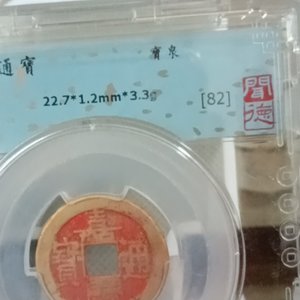 通寶 寶泉
22.7*1.2mm*3.3g [82]
聞德
嘉
寶 通
慶